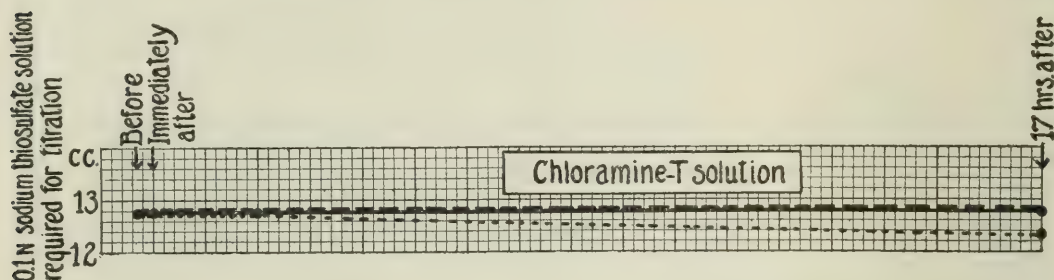 0.1 N sodium thiosulfate solution
required for titration
Before
Immediately
after
17 hrs. after
CC.
Chloramine-T solution
13
12